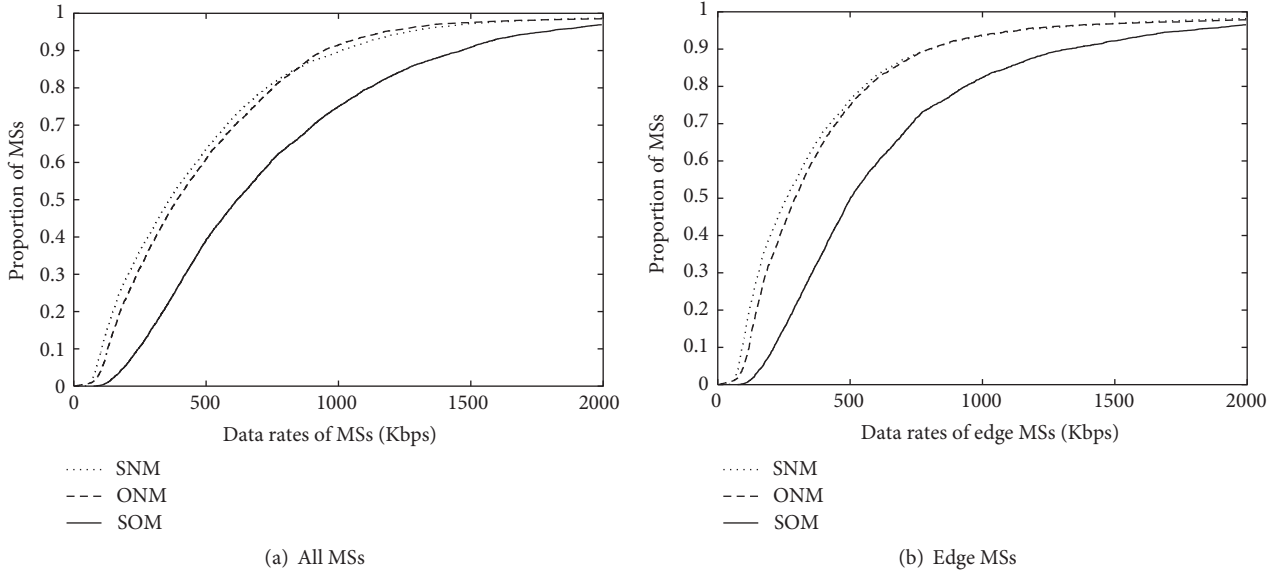 1
0.9
0.8
0.7
0.6
0.5
0.4
0.3
0.2
0.1
0
Proportion of MSs
0 500 1000 1500 2000
Data rates of MSs (Kbps)
SNM
ONM
SOM
(a) All MSs
1
0.9
0.8
0.7
0.6
0.5
0.4
0.3
0.2
0.1
0
Proportion of MSs
0 500 1000 1500 2000
Data rates of edge MSs (Kbps)
SNM
ONM
SOM
(b) Edge MSs